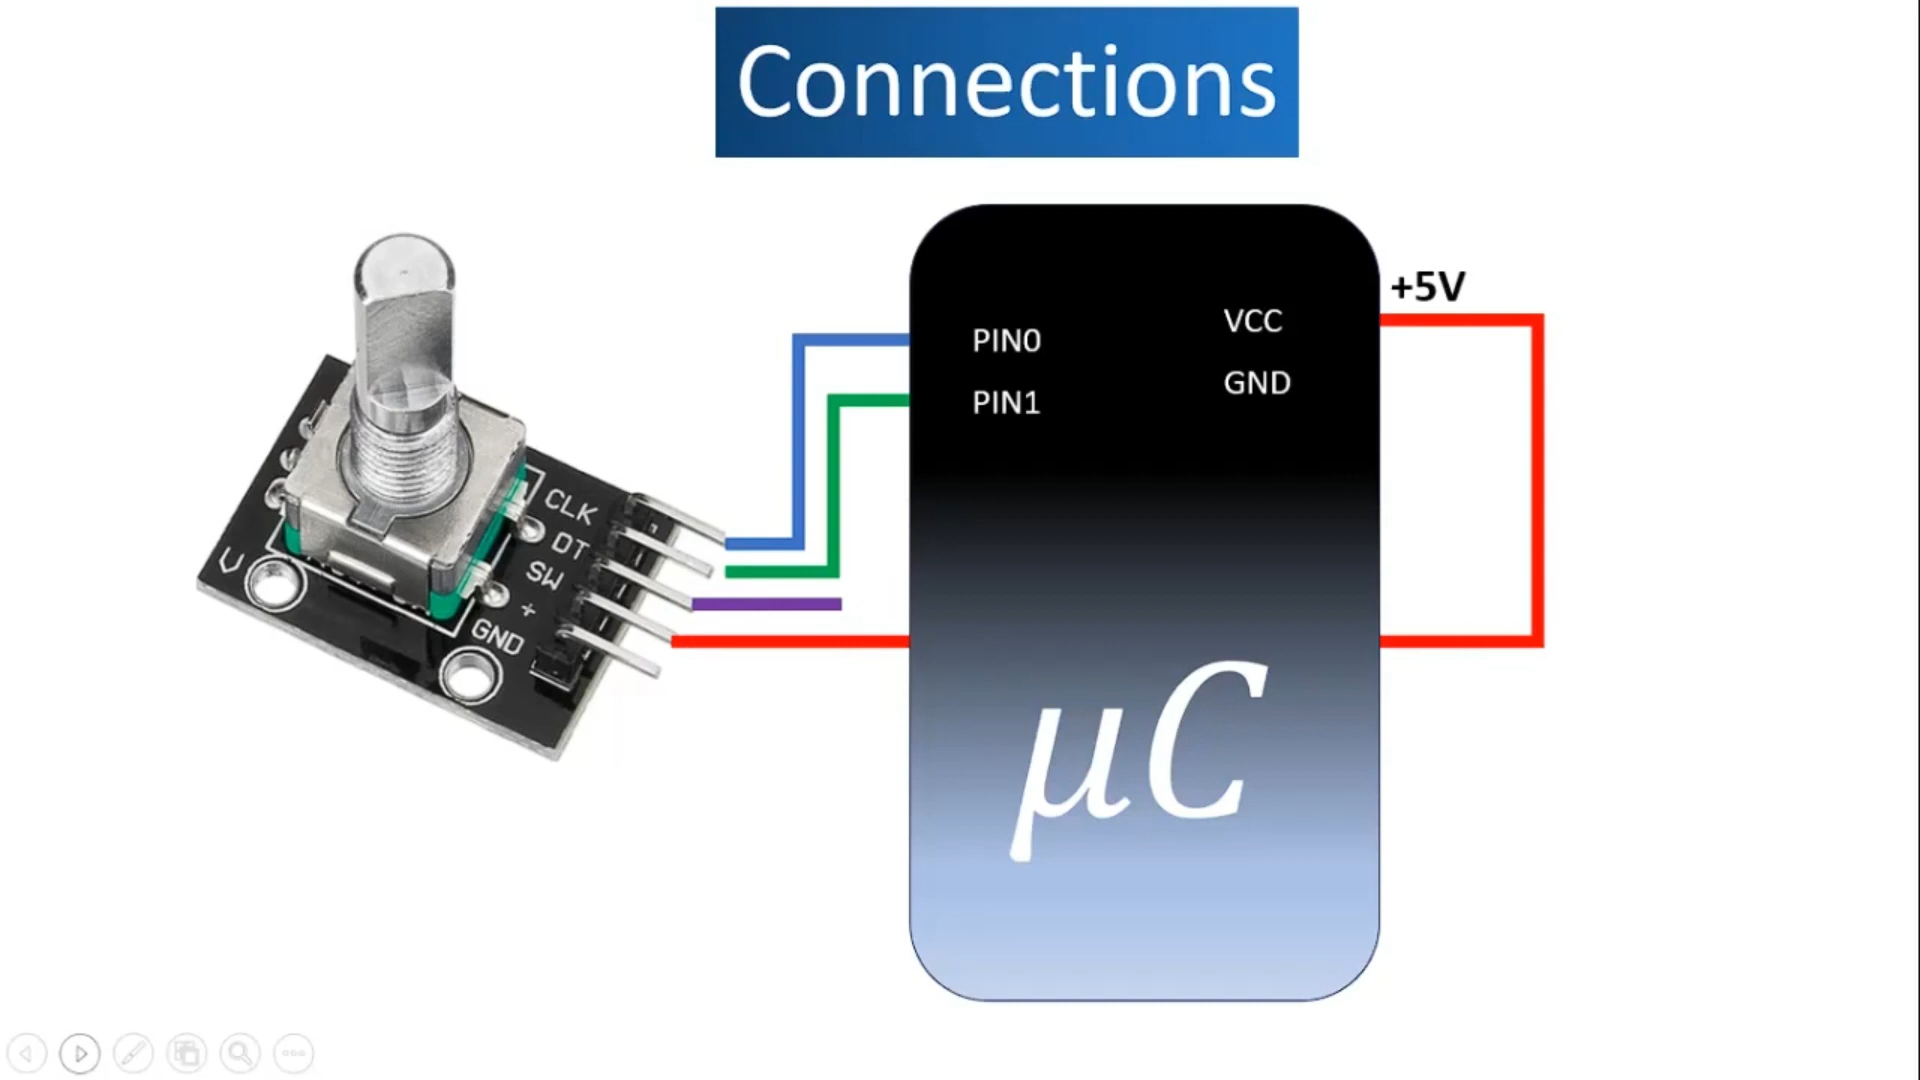 Connections
+5V
VCC
PIN0
GND
PIN1
CLK
DT
SW
+
GND
μC